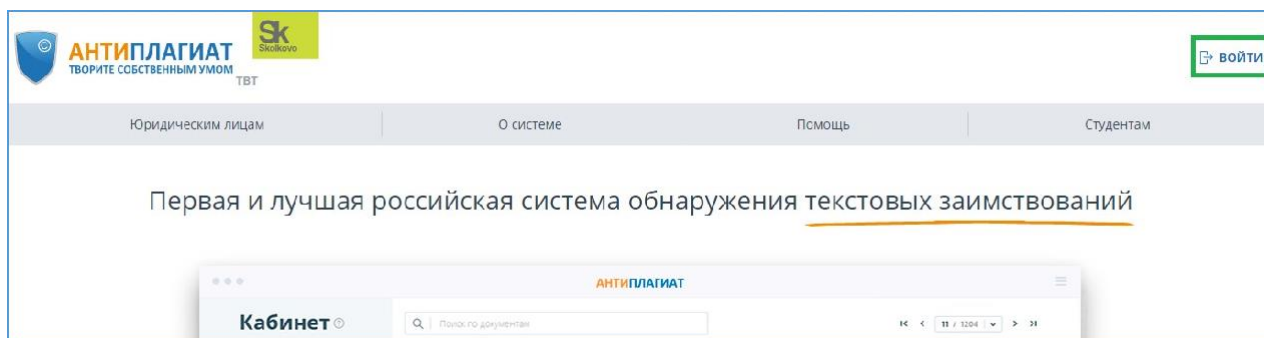 ©
АНТИПЛАГИАТ
ТВОРИТЕ СОБСТВЕННЫМ УМОМ
ТВТ
Sk
Skolkovo
ВОЙТИ
Юридическим лицам
О системе
Помощь
Студентам
Первая и лучшая российская система обнаружения текстовых заимствований
АНТИПЛАГИАТ
Кабинет
Поиск по документам
11 / 1204